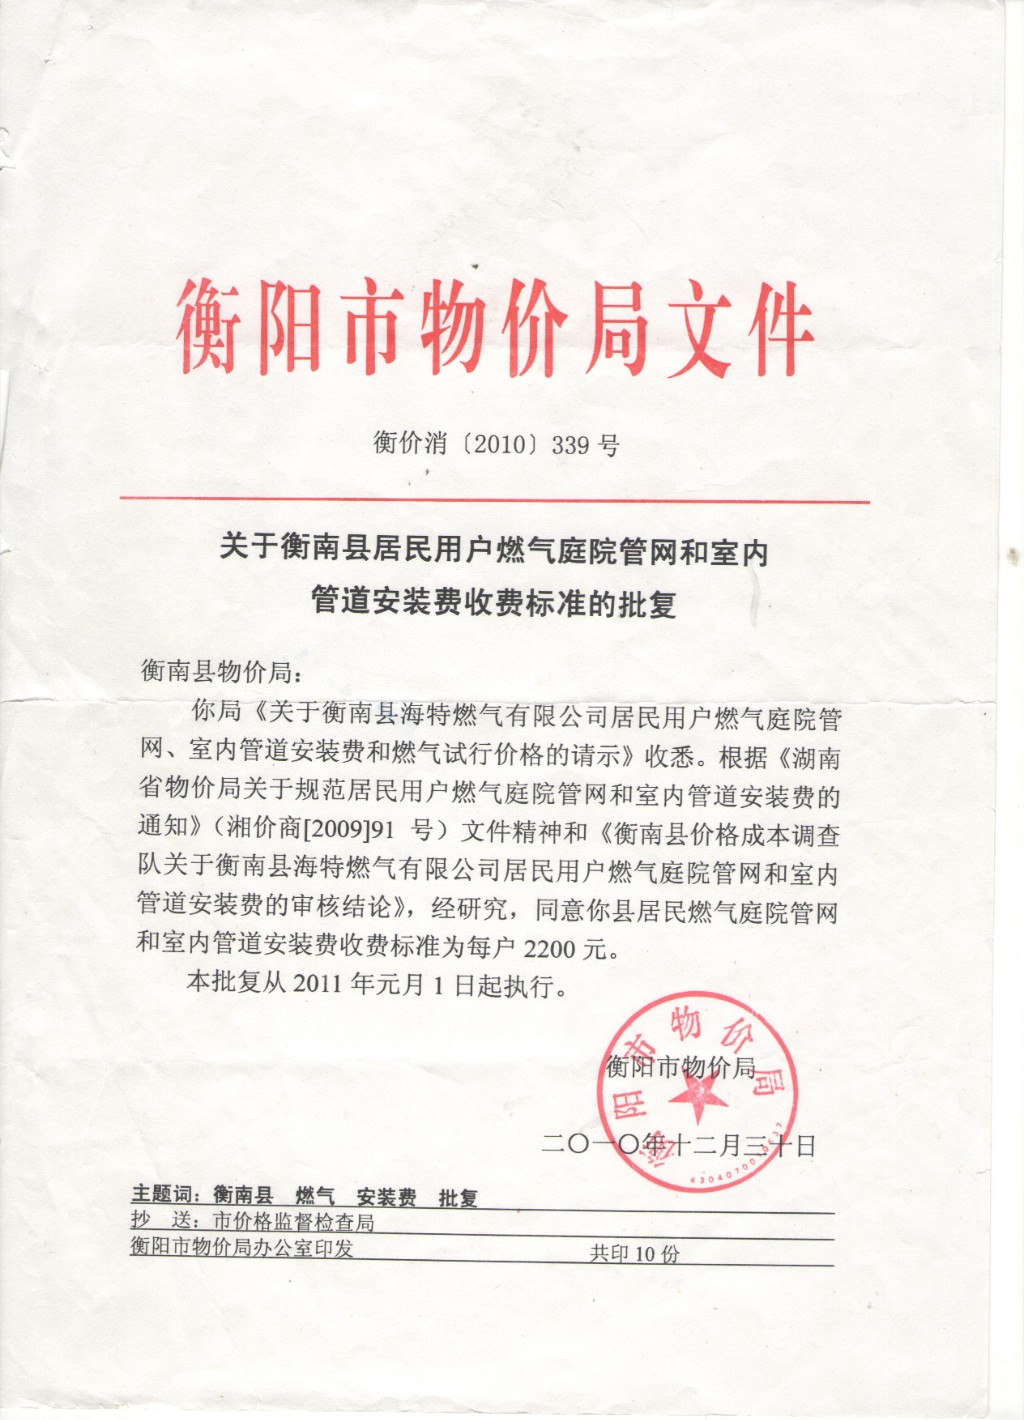 衡阳市物价局文件
衡价消〔2010〕339 号
关于衡南县居民用户燃气庭院管网和室内
管道安装费收费标准的批复
衡南县物价局：
你局《关于衡南县海特燃气有限公司居民用户燃气庭院管
网、室内管道安装费和燃气试行价格的请示》收悉。根据《湖南
省物价局关于规范居民用户燃气庭院管网和室内管道安装费的
通知》（湘价商[2009]91 号）文件精神和《衡南县价格成本调查
队关于衡南县海特燃气有限公司居民用户燃气庭院管网和室内
管道安装费的审核结论》，经研究，同意你县居民燃气庭院管网
和室内管道安装费收费标准为每户 2200 元。
本批复从 2011 年元月 1 日起执行。
衡阳市物价局
衡阳市物价局
二〇一〇年十二月三十日
主题词：衡南县 燃气 安装费 批复
抄 送：市价格监督检查局
衡阳市物价局办公室印发 共印 10 份